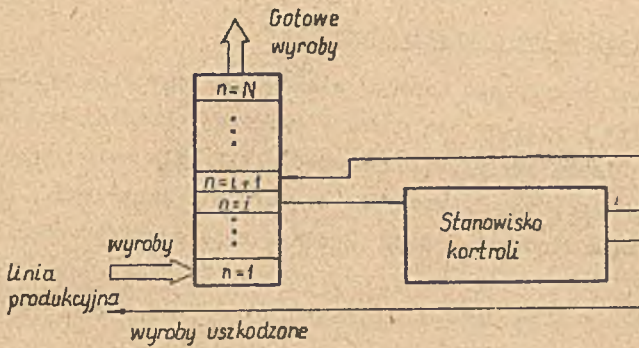 Gotowe
wyroby
n=N
n=i+1
n=i
n=1
wyroby
linia
produkcyjna
Stanowisko
kontroli
wyroby uszkodzone